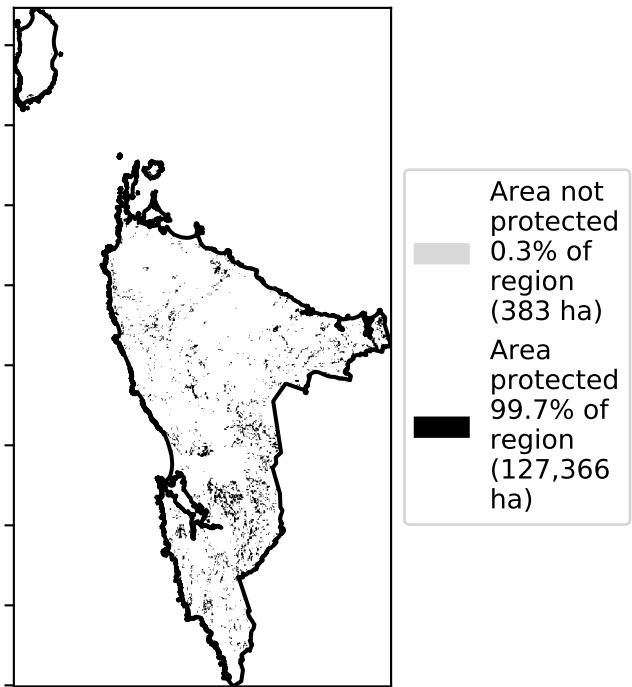 Area not
protected
0.3% of
region
(383 ha)
Area
protected
99.7% of
region
(127,366
ha)